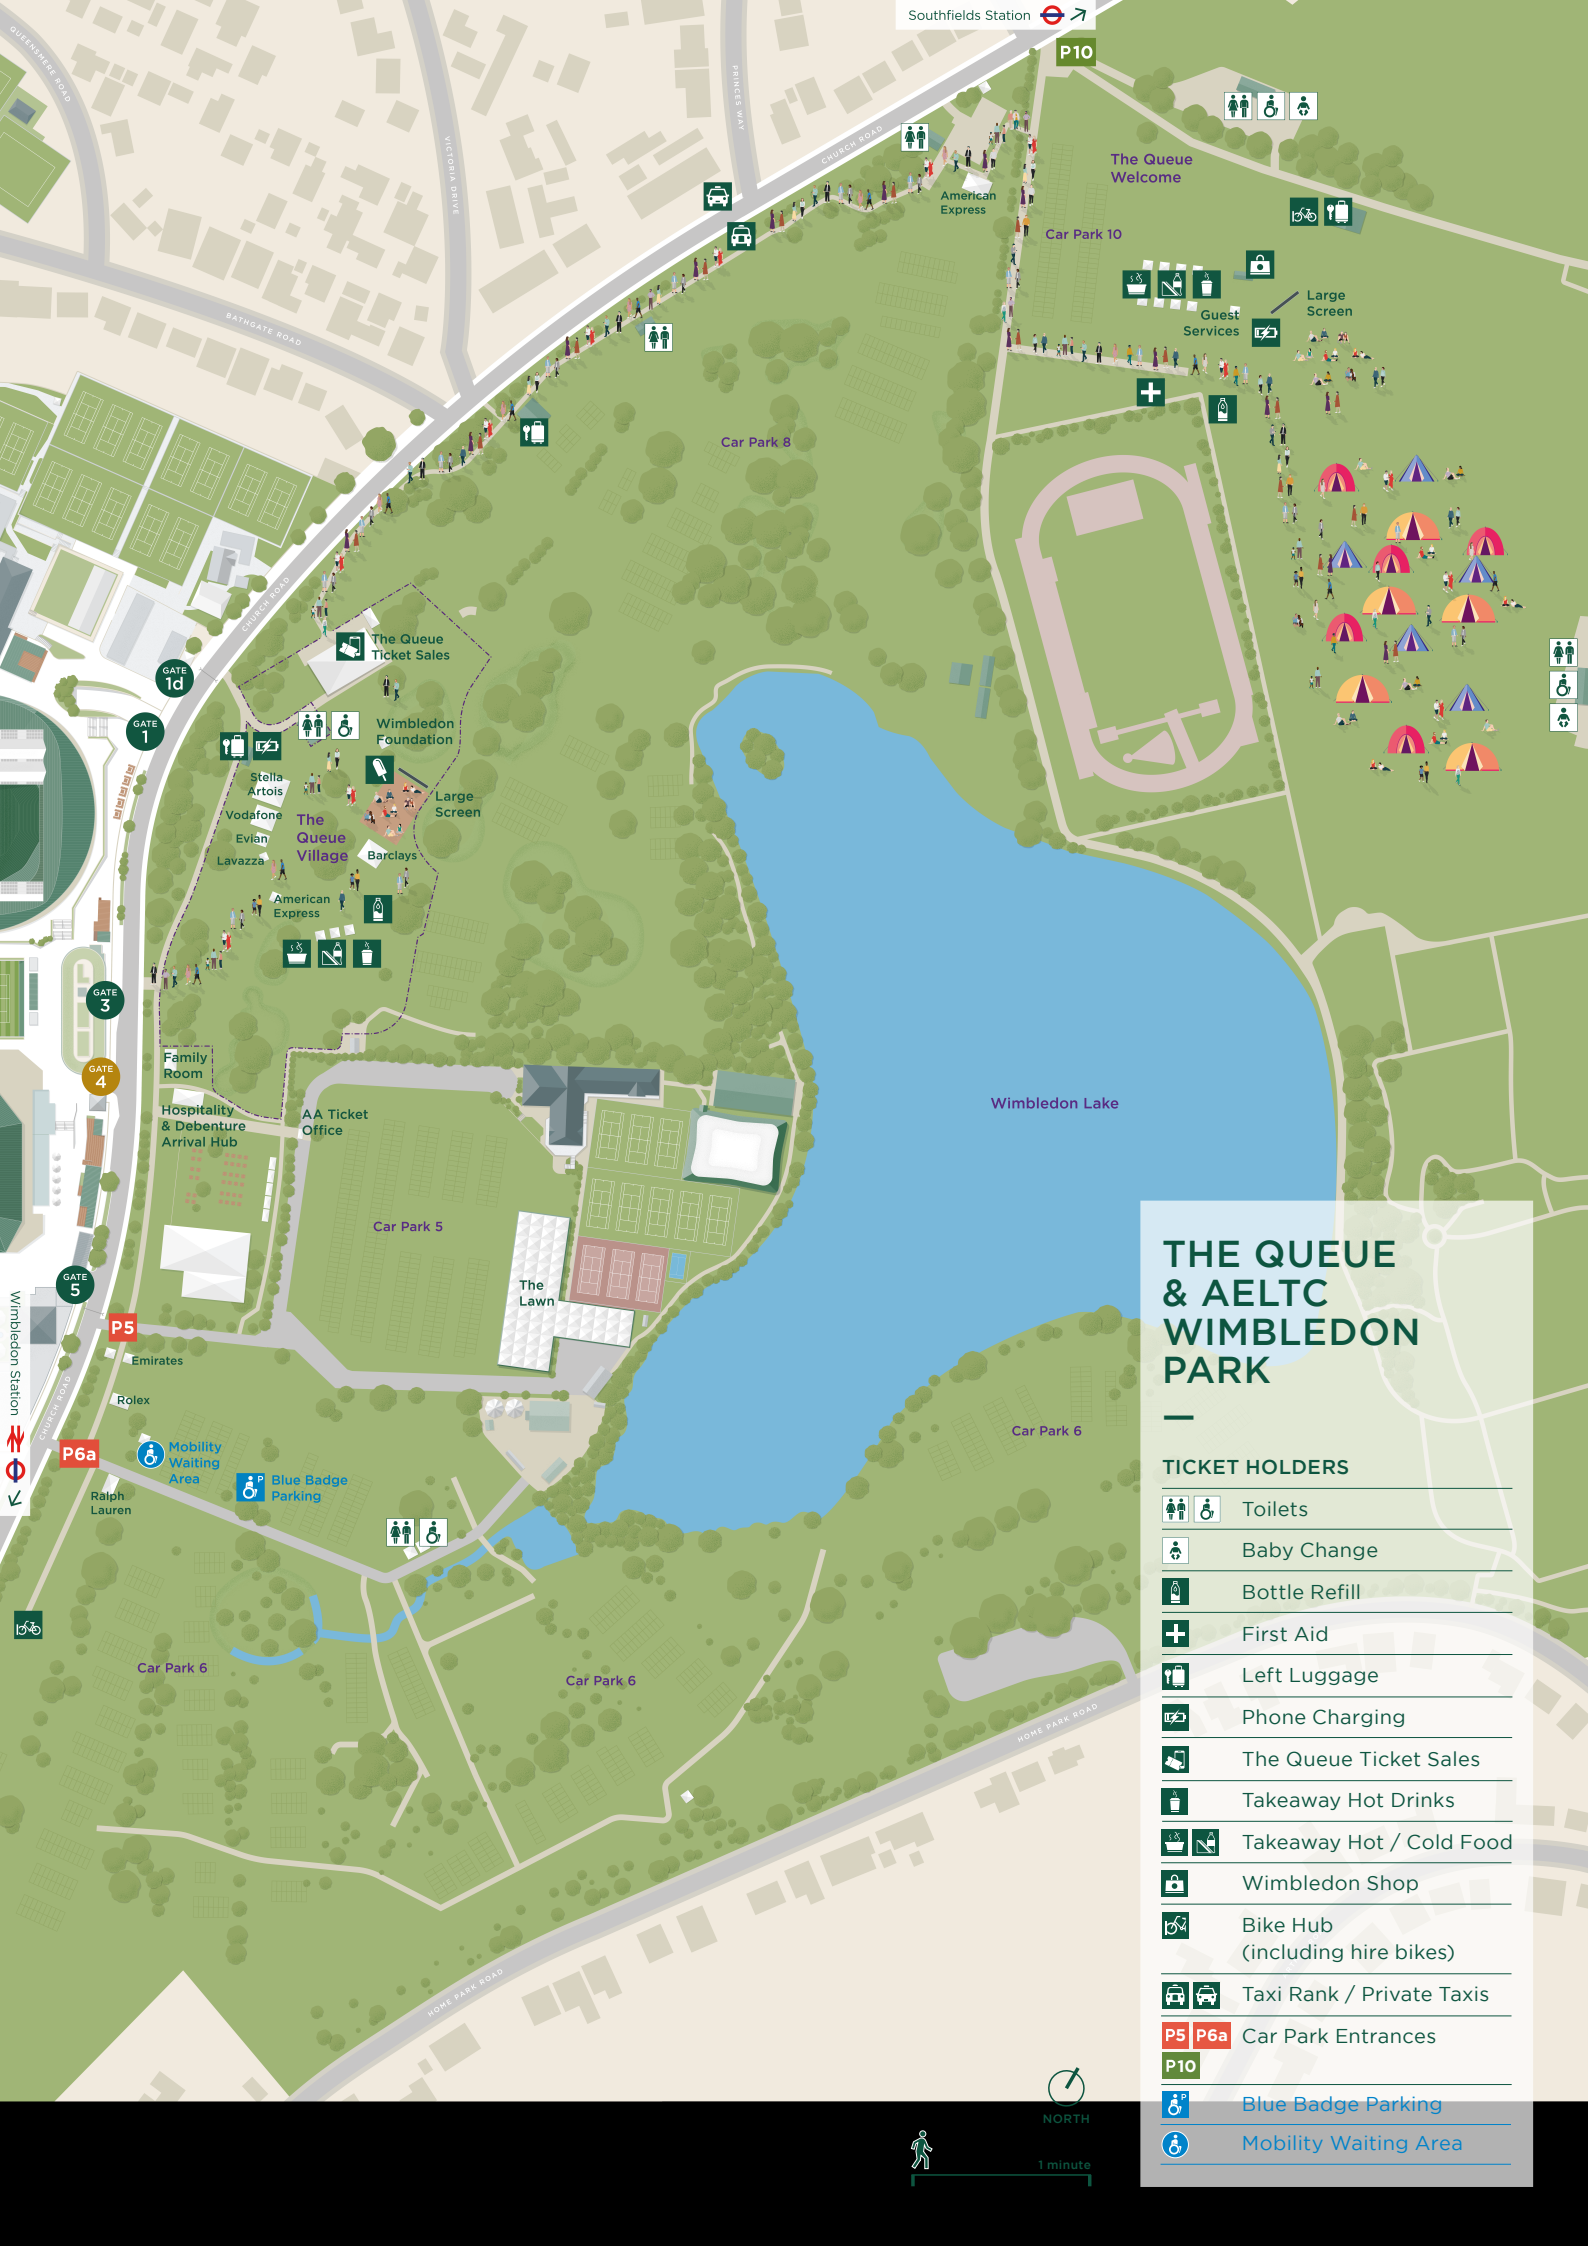 Southfields Station
P10
QUEENSMERE ROAD
VICTORIA DRIVE
PRINCES WAY
CHURCH ROAD
The Queue
Welcome
American
Express
Car Park 10
BATHGATE ROAD
Large
Screen
Guest
Services
Car Park 8
CHURCH ROAD
The Queue
Ticket Sales
GATE
1d
GATE
1
Wimbledon
Foundation
Stella
Artois
Large
Screen
Vodafone
The
Queue
Village
Evian
Lavazza
Barclays
American
Express
GATE
3
GATE
4
Family
Room
Hospitality
& Debenture
Arrival Hub
AA Ticket
Office
Wimbledon Lake
Car Park 5
GATE
5
The
Lawn
P5
Emirates
Rolex
Wimbledon Station
CHURCH ROAD
P6a
Mobility
Waiting
Area
P
Blue Badge
Parking
Ralph
Lauren
Car Park 6
Car Park 6
Car Park 6
HOME PARK ROAD
HOME PARK ROAD
THE QUEUE
& AELTC
WIMBLEDON
PARK
TICKET HOLDERS
Toilets
Baby Change
Bottle Refill
First Aid
Left Luggage
Phone Charging
The Queue Ticket Sales
Takeaway Hot Drinks
Takeaway Hot / Cold Food
Wimbledon Shop
Bike Hub
(including hire bikes)
Taxi Rank / Private Taxis
P5 P6a Car Park Entrances
P10
P Blue Badge Parking
Mobility Waiting Area
NORTH
1 minute